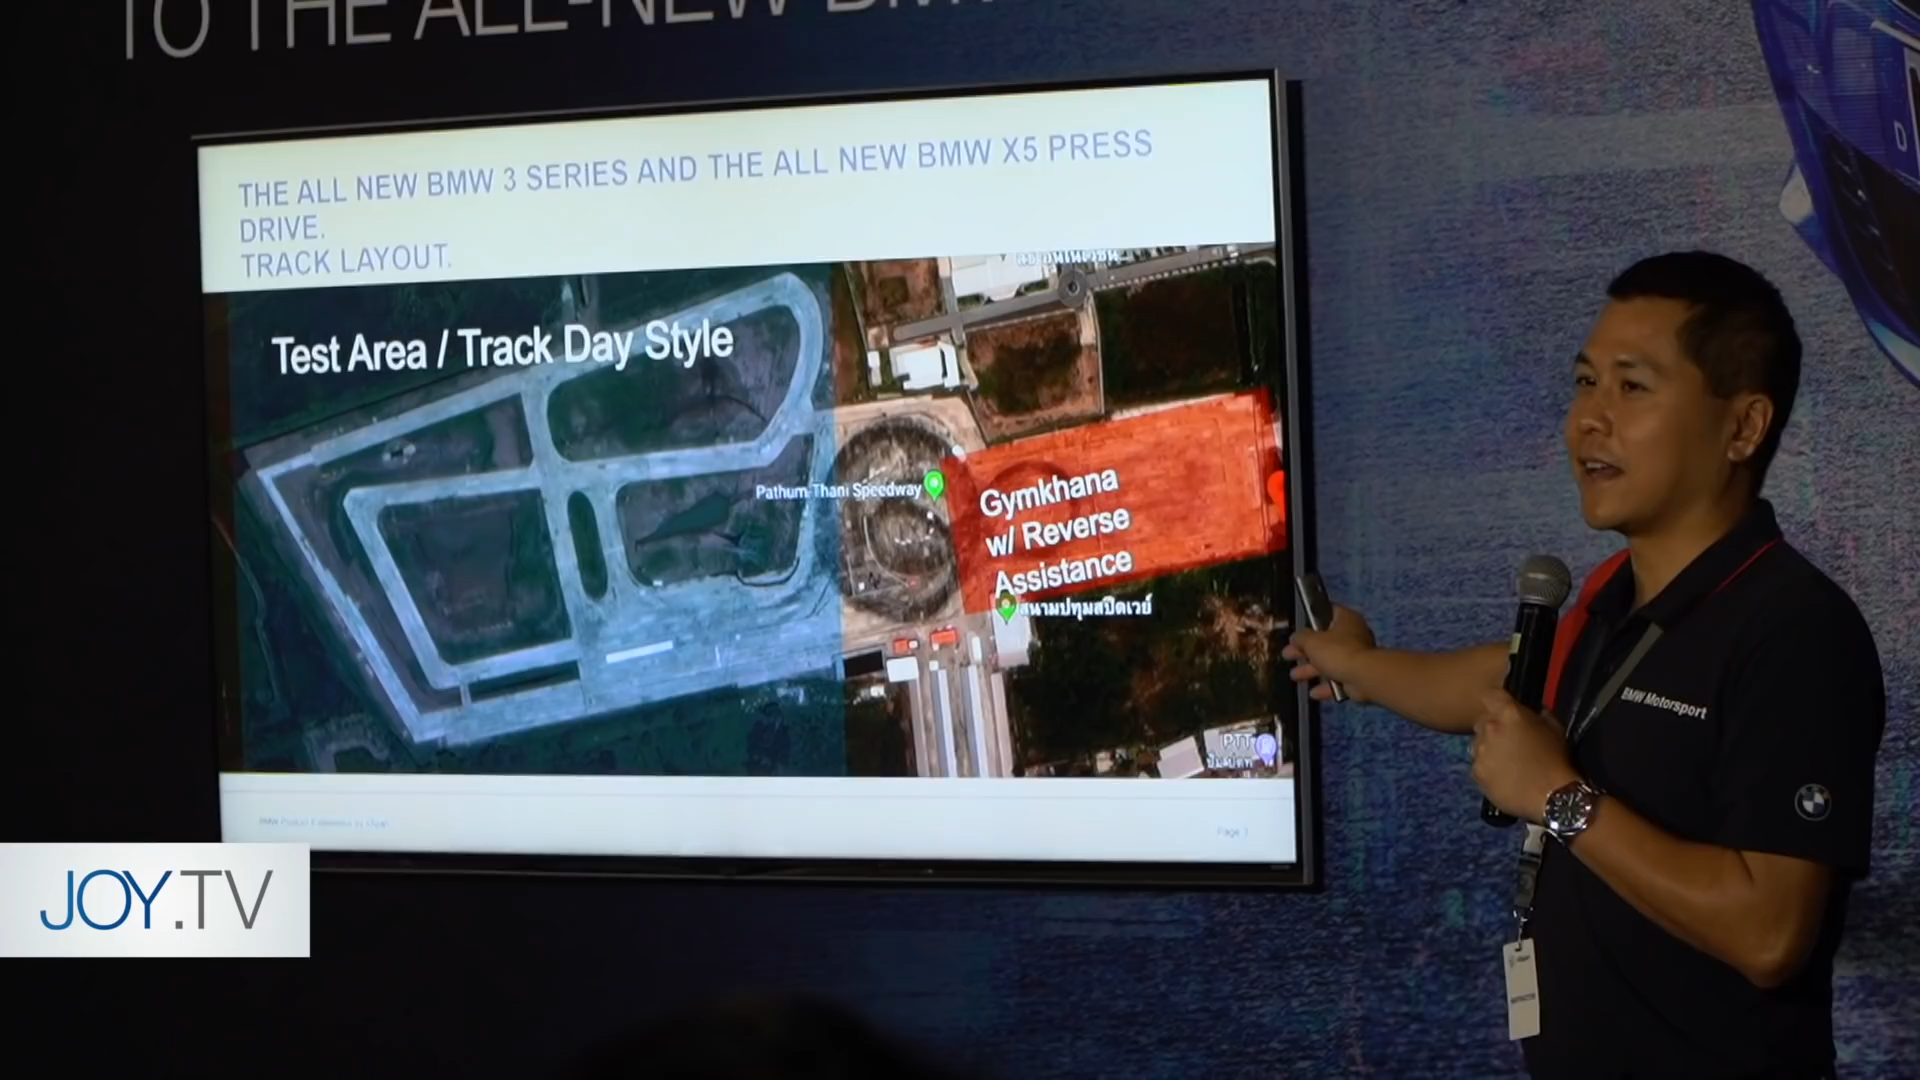 TO THE ALL-NEW BMW
THE ALL NEW BMW 3 SERIES AND THE ALL NEW BMW X5 PRESS
DRIVE.
TRACK LAYOUT.
Test Area / Track Day Style
Pathum Thani Speedway
Gymkhana
w/ Reverse
Assistance
สนามปทุมสปีดเวย์
PTT
Page
BMW Motorsport
JOY.TV